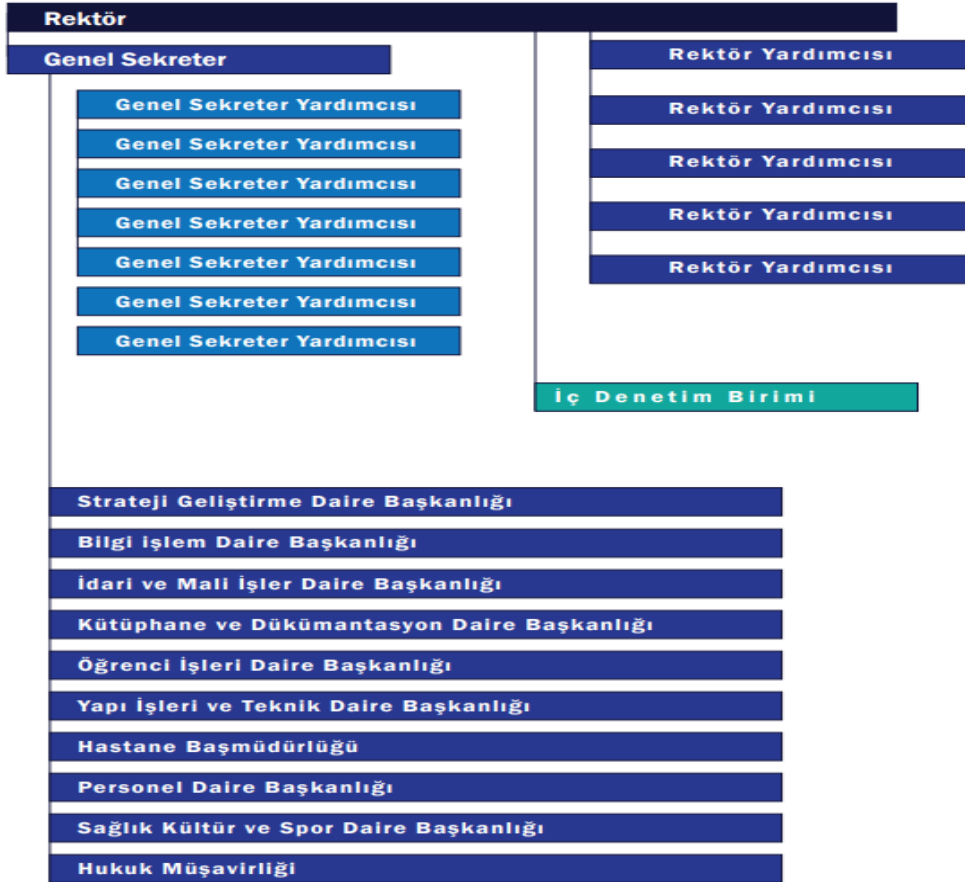 Rektör
Genel Sekreter
Genel Sekreter Yardımcısı
Genel Sekreter Yardımcısı
Genel Sekreter Yardımcısı
Genel Sekreter Yardımcısı
Genel Sekreter Yardımcısı
Genel Sekreter Yardımcısı
Genel Sekreter Yardımcısı
Rektör Yardımcısı
Rektör Yardımcısı
Rektör Yardımcısı
Rektör Yardımcısı
Rektör Yardımcısı
İç Denetim Birimi
Strateji Geliştirme Daire Başkanlığı
Bilgi işlem Daire Başkanlığı
İdari ve Mali İşler Daire Başkanlığı
Kütüphane ve Dükümantasyon Daire Başkanlığı
Öğrenci İşleri Daire Başkanlığı
Yapı İşleri ve Teknik Daire Başkanlığı
Hastane Başmüdürlüğü
Personel Daire Başkanlığı
Sağlık Kültür ve Spor Daire Başkanlığı
Hukuk Müşavirliği